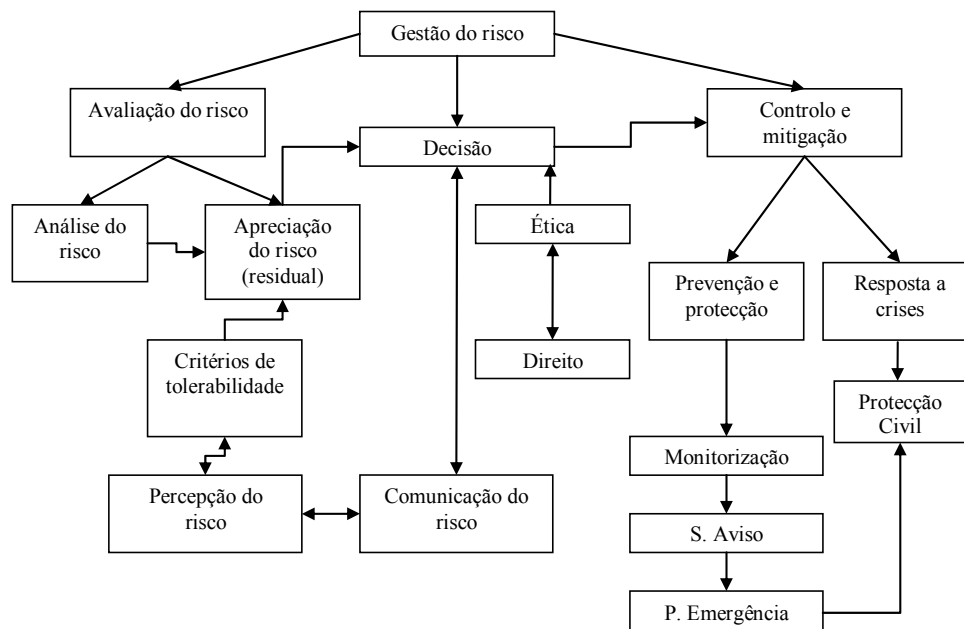 Gestão do risco
Avaliação do risco
Controlo e
mitigação
Decisão
Análise do
risco
Apreciação
do risco
(residual)
Ética
Prevenção e
protecção
Resposta a
crises
Critérios de
tolerabilidade
Direito
Protecção
Civil
Monitorização
Percepção do
risco
Comunicação do
risco
S. Aviso
P. Emergência